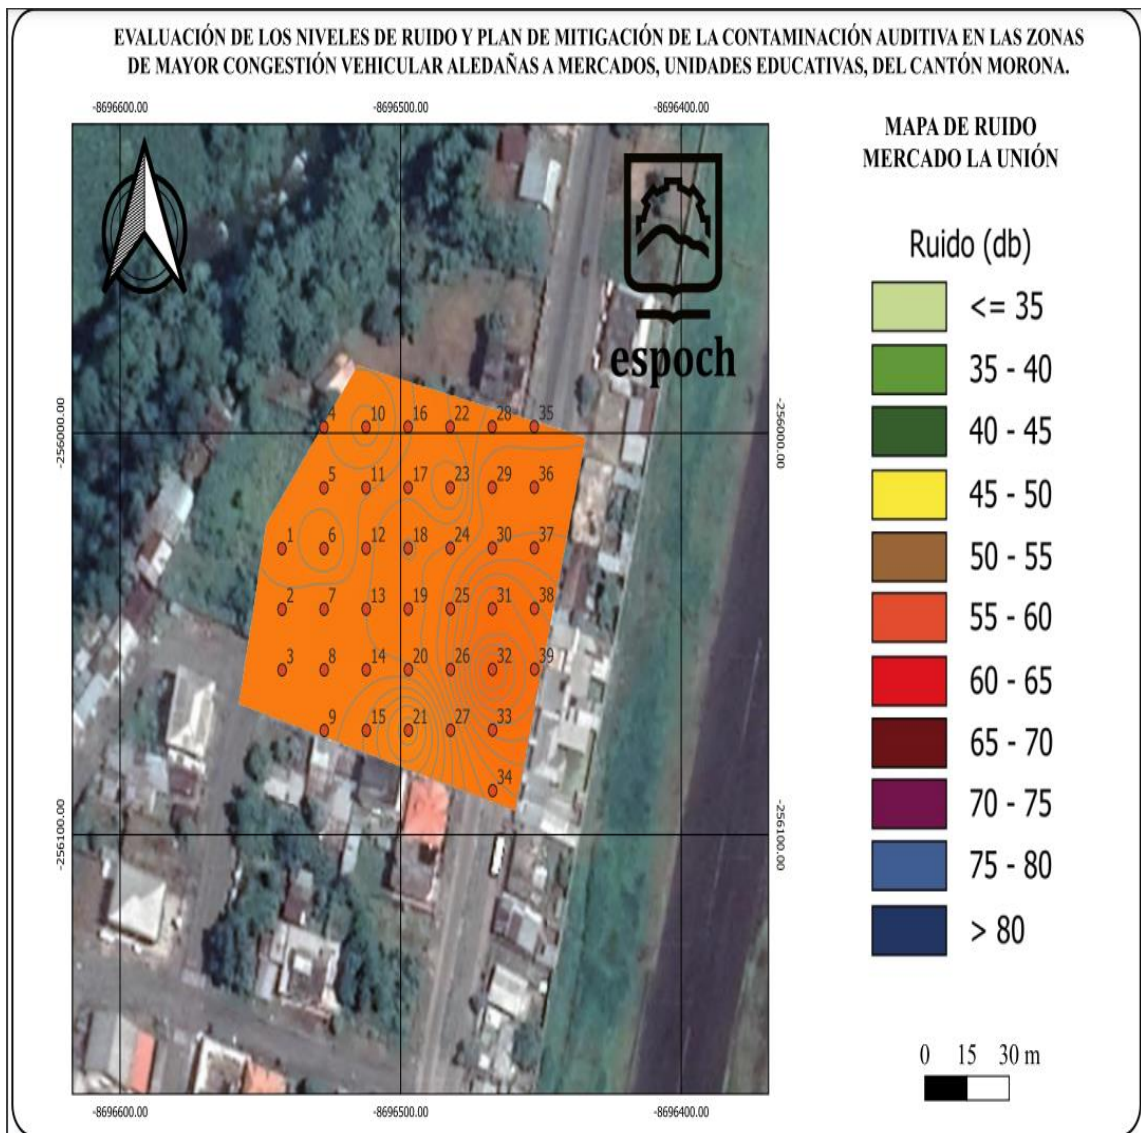 EVALUACIÓN DE LOS NIVELES DE RUIDO Y PLAN DE MITIGACIÓN DE LA CONTAMINACIÓN AUDITIVA EN LAS ZONAS
DE MAYOR CONGESTIÓN VEHICULAR ALEDAÑAS A MERCADOS, UNIDADES EDUCATIVAS, DEL CANTÓN MORONA.
-8696600.00 -8696500.00 -8696400.00
MAPA DE RUIDO
MERCADO LA UNIÓN
espoch
Ruido (db)
<= 35
35 - 40
40 - 45
45 - 50
50 - 55
55 - 60
60 - 65
65 - 70
70 - 75
75 - 80
> 80
-256000.00 -256000.00
4 10 16 22 28 35
5 11 17 23 29 36
1 6 12 18 24 30 37
2 7 13 19 25 31 38
3 8 14 20 26 32 39
9 15 21 27 33
34
-256100.00 -256100.00
0 15 30 m
-8696600.00 -8696500.00 -8696400.00